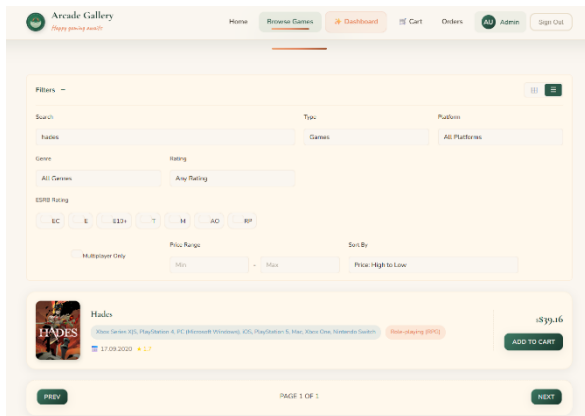 Arcade Gallery
Happy gaming awaits
Home
Browse Games
Dashboard
Cart
Orders
AU
Admin
Sign Out
Filters −
Search
Type
Platform
hades
Games
All Platforms
Genre
Rating
All Genres
Any Rating
ESRB Rating
EC
E
E10+
T
M
AO
RP
Multiplayer Only
Price Range
Sort By
Min
-
Max
Price: High to Low
HADES
Hades
Xbox Series X|S, PlayStation 4, PC (Microsoft Windows), iOS, PlayStation 5, Mac, Xbox One, Nintendo Switch
Role-playing (RPG)
17.09.2020
ADD TO CART
PREV
PAGE 1 OF 1
NEXT